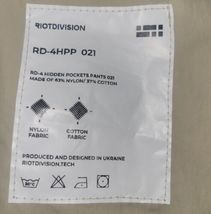 RIOTDIVISION
RD-4HPP 021
RD-4 HIDDEN POCKETS PANTS 021
MADE OF 63% NYLON/ 37% COTTON
NYLON FABRIC
COTTON FABRIC
PRODUCED AND DESIGNED IN UKRAINE
RIOTDIVISION.TECH
30°C